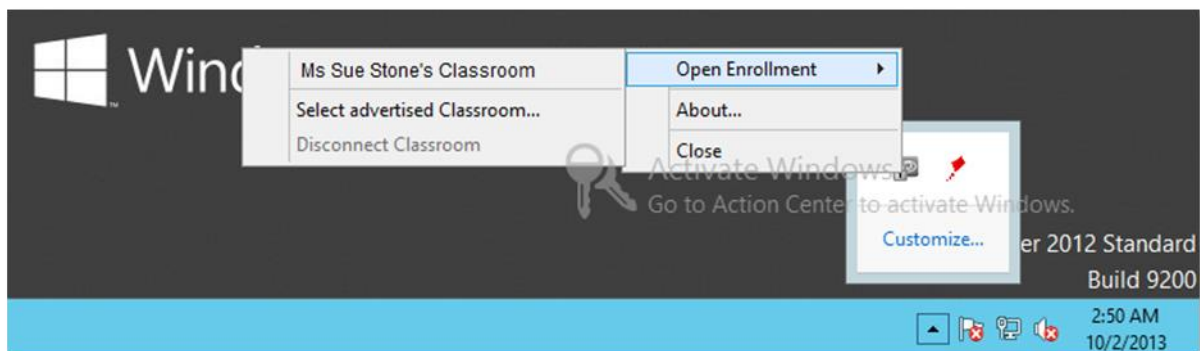 Wind
Ms Sue Stone's Classroom
Select advertised Classroom...
Disconnect Classroom
Open Enrollment
About...
Close
Activate Windows
Go to Action Center to activate Windows.
Customize...
er 2012 Standard
Build 9200
2:50 AM
10/2/2013